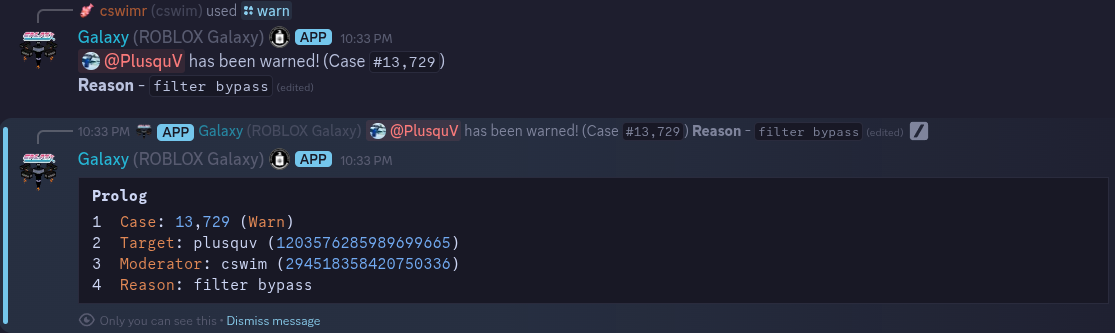 cswimr (cswim) used warn
Galaxy (ROBLOX Galaxy) APP 10:33 PM
@PlusquV has been warned! (Case #13,729)
Reason - filter bypass (edited)
10:33 PM APP Galaxy (ROBLOX Galaxy) @PlusquV has been warned! (Case #13,729) Reason - filter bypass (edited)
Galaxy (ROBLOX Galaxy) APP 10:33 PM
Prolog
1 Case: 13,729 (Warn)
2 Target: plusquv (1203576285989699665)
3 Moderator: cswim (294518358420750336)
4 Reason: filter bypass
Only you can see this • Dismiss message